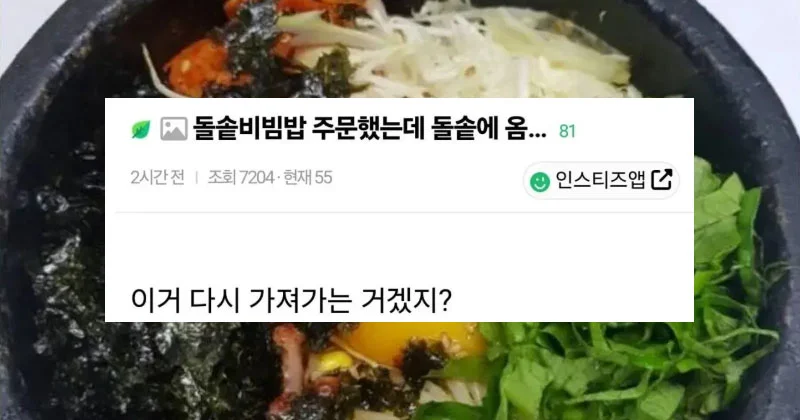 돌솥비빔밥 주문했는데 돌솥에 옴... 81
2시간 전 | 조회 7204 · 현재 55
인스티즈앱
이거 다시 가져가는 거겠지?